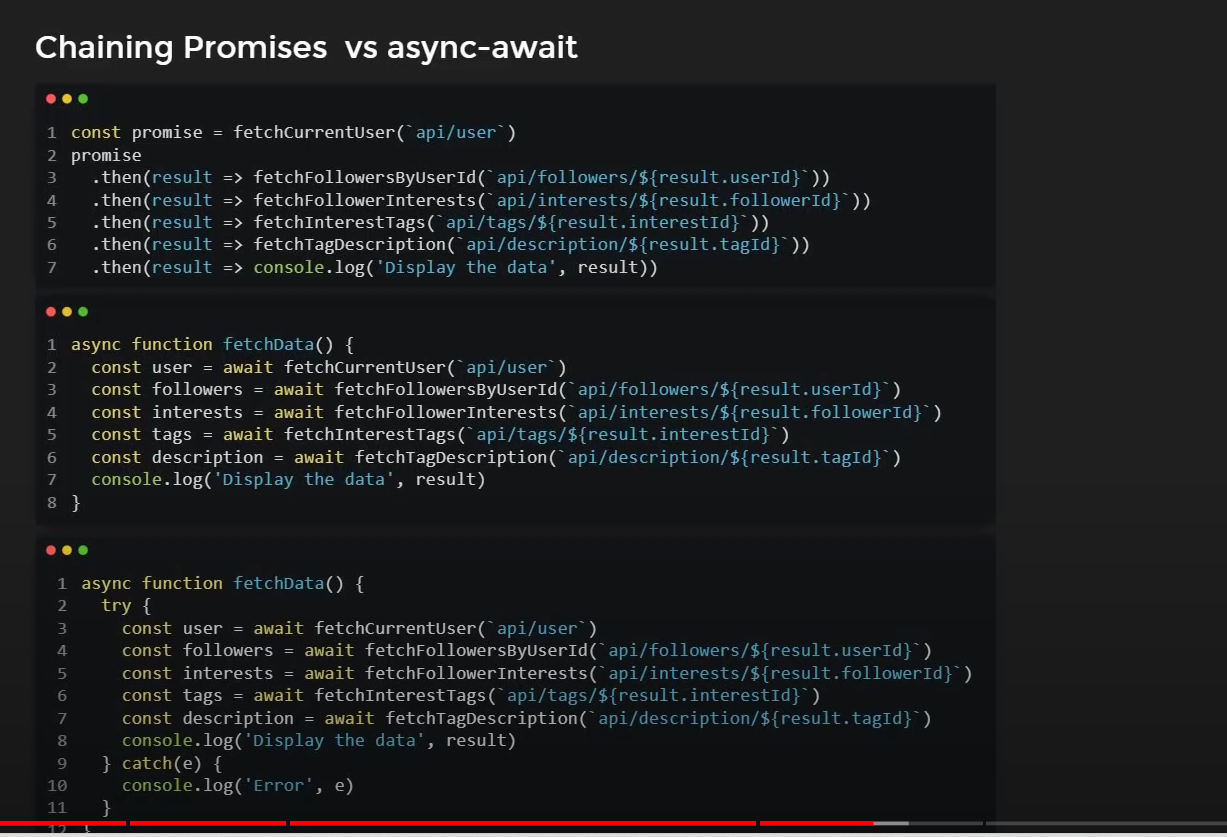 Chaining Promises  vs async-await
1 const promise = fetchCurrentUser(`api/user`)
2 promise
3   .then(result => fetchFollowersByUserId(`api/followers/${result.userId}`))
4   .then(result => fetchFollowerInterests(`api/interests/${result.followerId}`))
5   .then(result => fetchInterestTags(`api/tags/${result.interestId}`))
6   .then(result => fetchTagDescription(`api/description/${result.tagId}`))
7   .then(result => console.log('Display the data', result))
1 async function fetchData() {
2   const user = await fetchCurrentUser(`api/user`)
3   const followers = await fetchFollowersByUserId(`api/followers/${result.userId}`)
4   const interests = await fetchFollowerInterests(`api/interests/${result.followerId}`)
5   const tags = await fetchInterestTags(`api/tags/${result.interestId}`)
6   const description = await fetchTagDescription(`api/description/${result.tagId}`)
7   console.log('Display the data', result)
8 }
1 async function fetchData() {
2   try {
3     const user = await fetchCurrentUser(`api/user`)
4     const followers = await fetchFollowersByUserId(`api/followers/${result.userId}`)
5     const interests = await fetchFollowerInterests(`api/interests/${result.followerId}`)
6     const tags = await fetchInterestTags(`api/tags/${result.interestId}`)
7     const description = await fetchTagDescription(`api/description/${result.tagId}`)
8     console.log('Display the data', result)
9   } catch(e) {
10     console.log('Error', e)
11   }
12 }